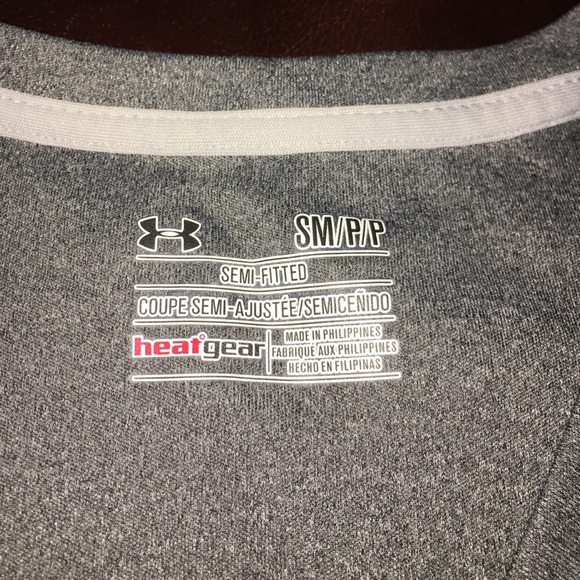 SM/P/P
SEMI-FITTED
COUPE SEMI-AJUSTÉE/SEMICEÑIDO
heatgear
MADE IN PHILIPPINES
FABRIQUÉ AUX PHILIPPINES
HECHO EN FILIPINAS